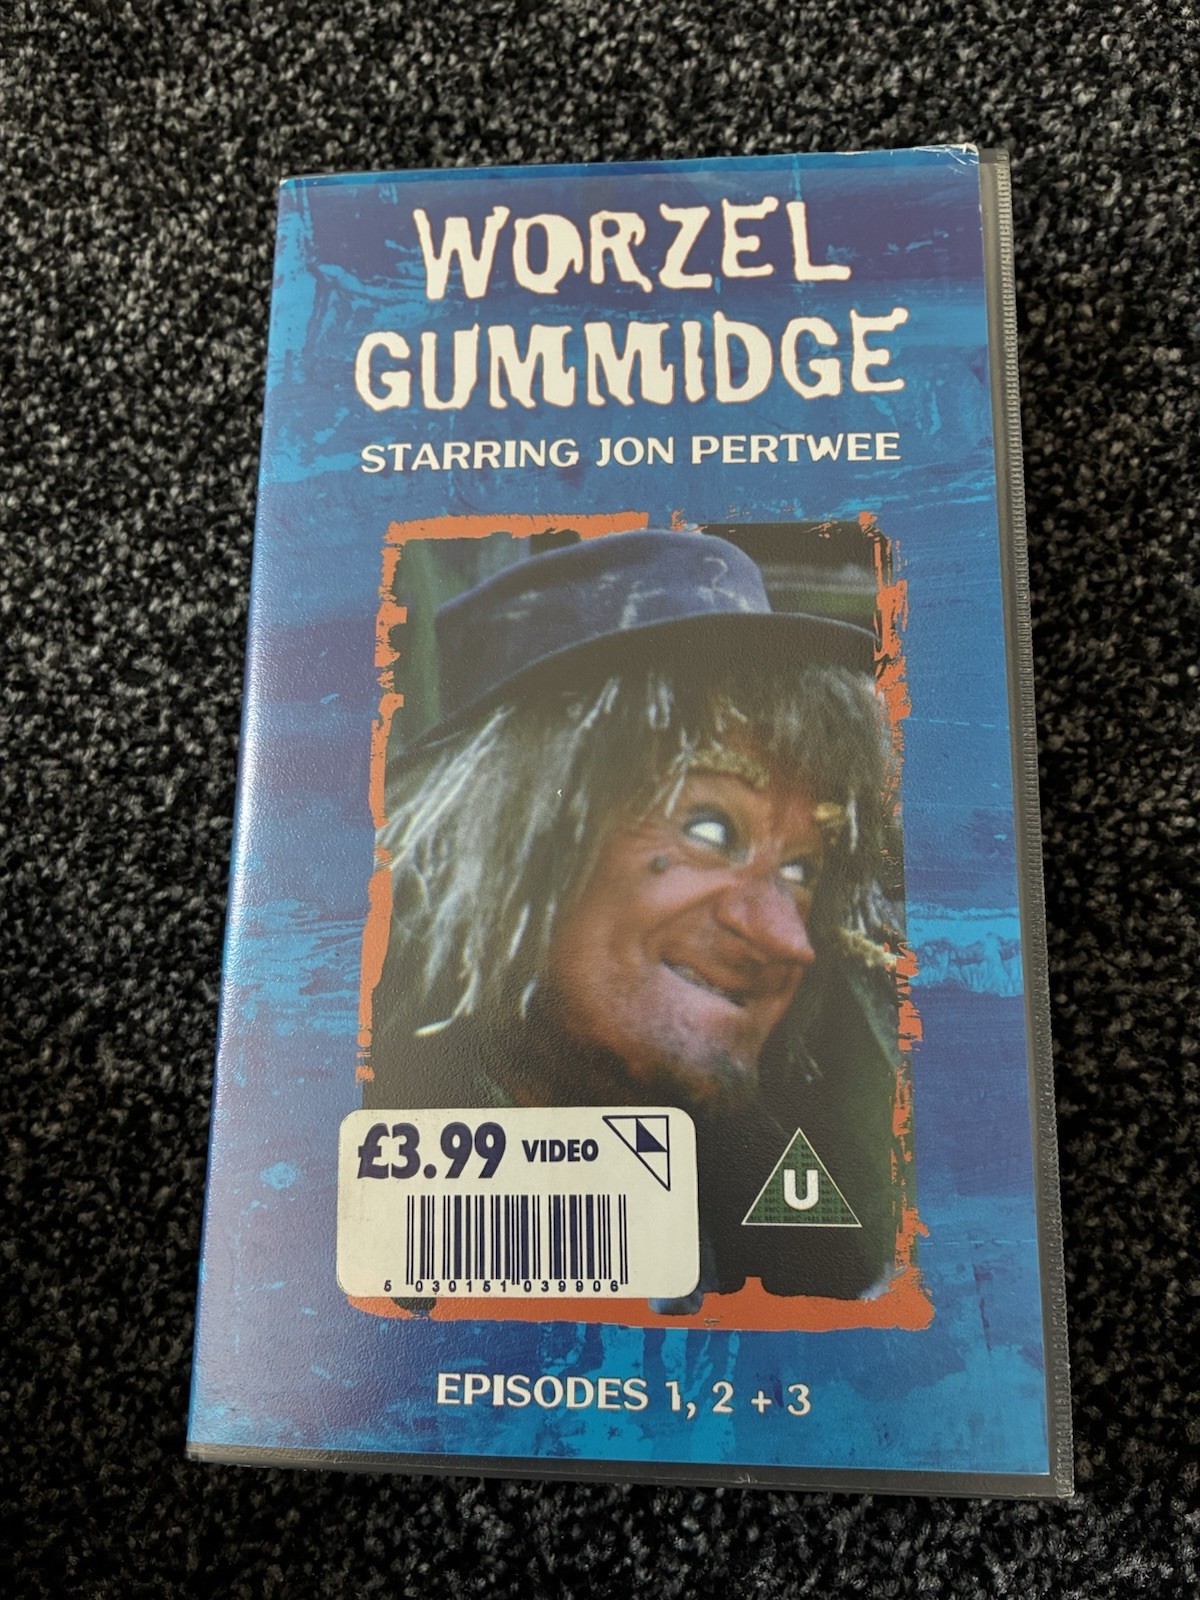 WORZEL
GUMMIDGE
STARRING JON PERTWEE
£3.99 VIDEO
5 030151 039906
U
EPISODES 1, 2 + 3